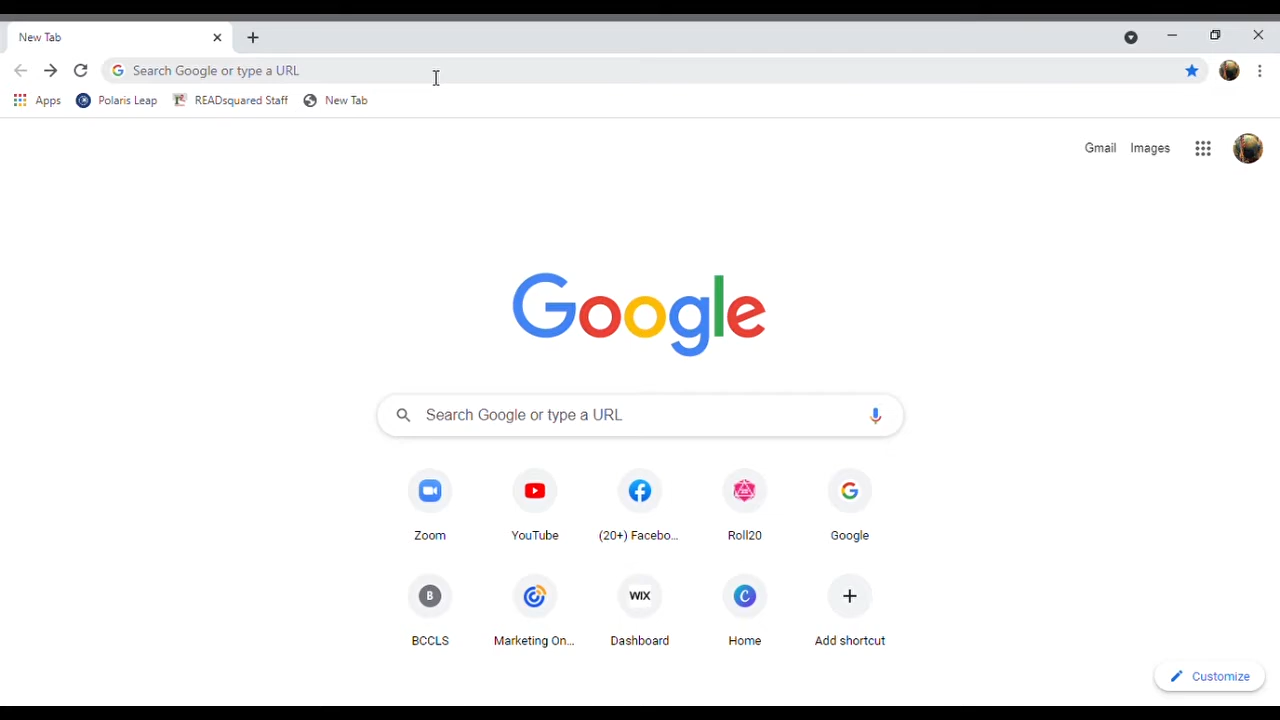 New Tab
Search Google or type a URL
Apps Polaris Leap READsquared Staff New Tab
Gmail Images
Google
Search Google or type a URL
Zoom YouTube (20+) Facebo... Roll20 Google
B WIX C
BCCLS Marketing On... Dashboard Home Add shortcut
Customize